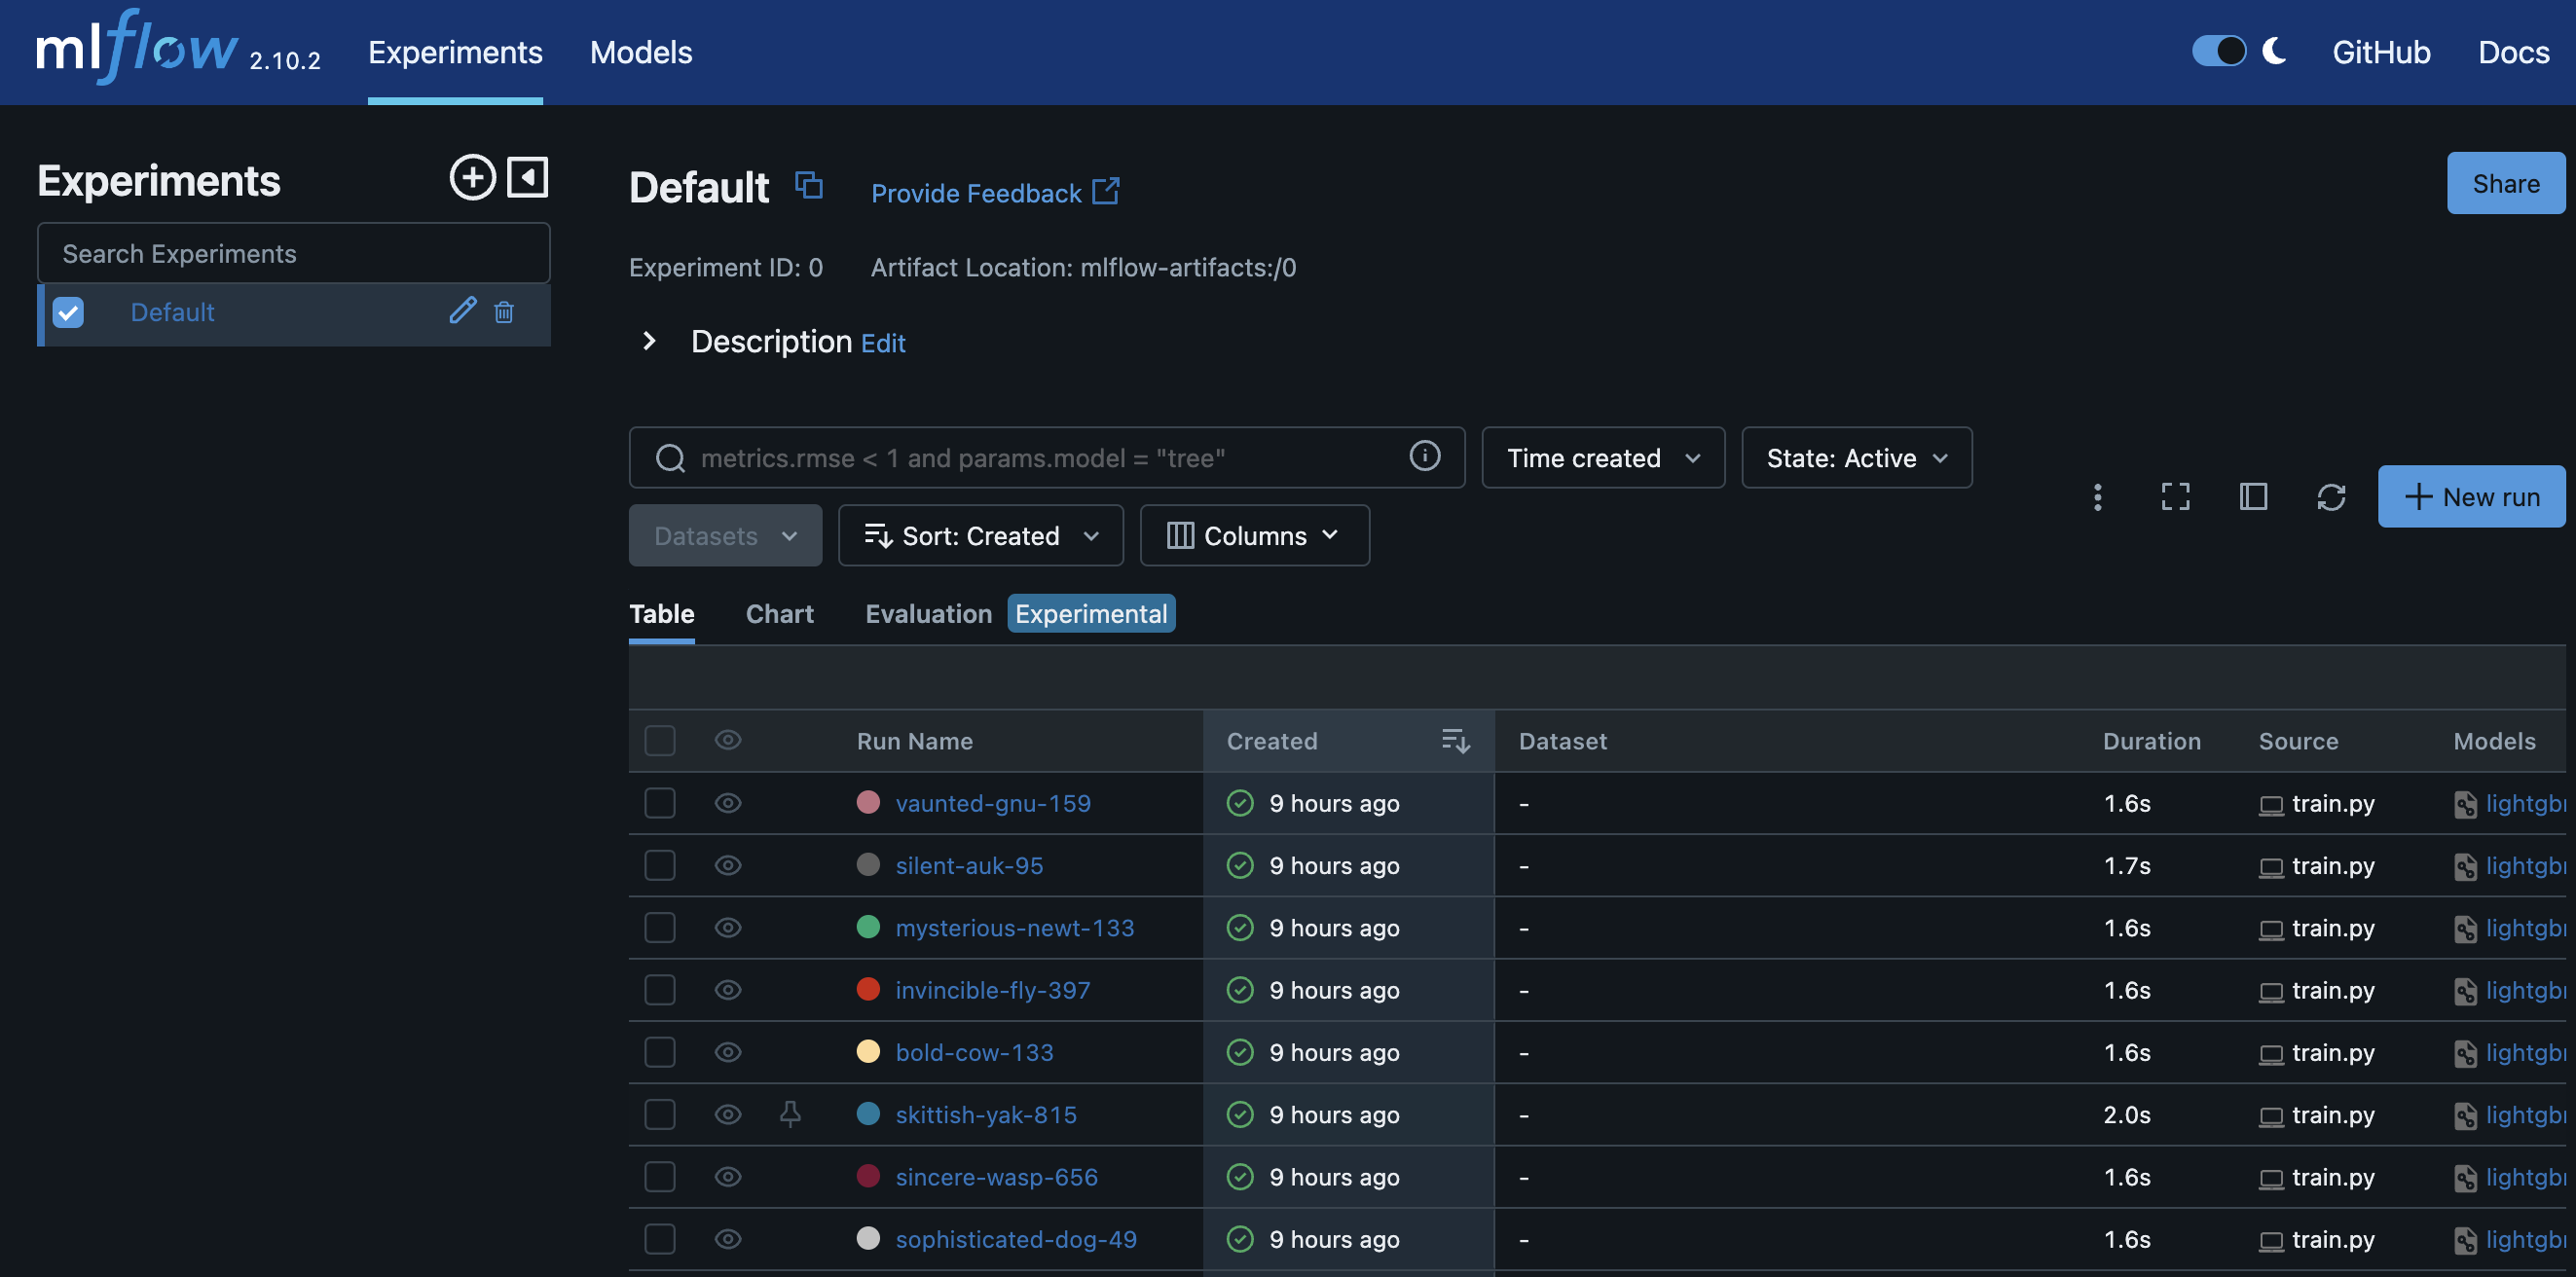 mlflow 2.10.2 Experiments Models GitHub Docs
Experiments
Search Experiments
Default
Default Provide Feedback Share
Experiment ID: 0 Artifact Location: mlflow-artifacts:/0
Description Edit
metrics.rmse < 1 and params.model = "tree" Time created State: Active
Datasets Sort: Created Columns New run
Table Chart Evaluation Experimental
Run Name Created Dataset Duration Source Models
vaunted-gnu-159 9 hours ago - 1.6s train.py lightgb
silent-auk-95 9 hours ago - 1.7s train.py lightgb
mysterious-newt-133 9 hours ago - 1.6s train.py lightgb
invincible-fly-397 9 hours ago - 1.6s train.py lightgb
bold-cow-133 9 hours ago - 1.6s train.py lightgb
skittish-yak-815 9 hours ago - 2.0s train.py lightgb
sincere-wasp-656 9 hours ago - 1.6s train.py lightgb
sophisticated-dog-49 9 hours ago - 1.6s train.py lightgb